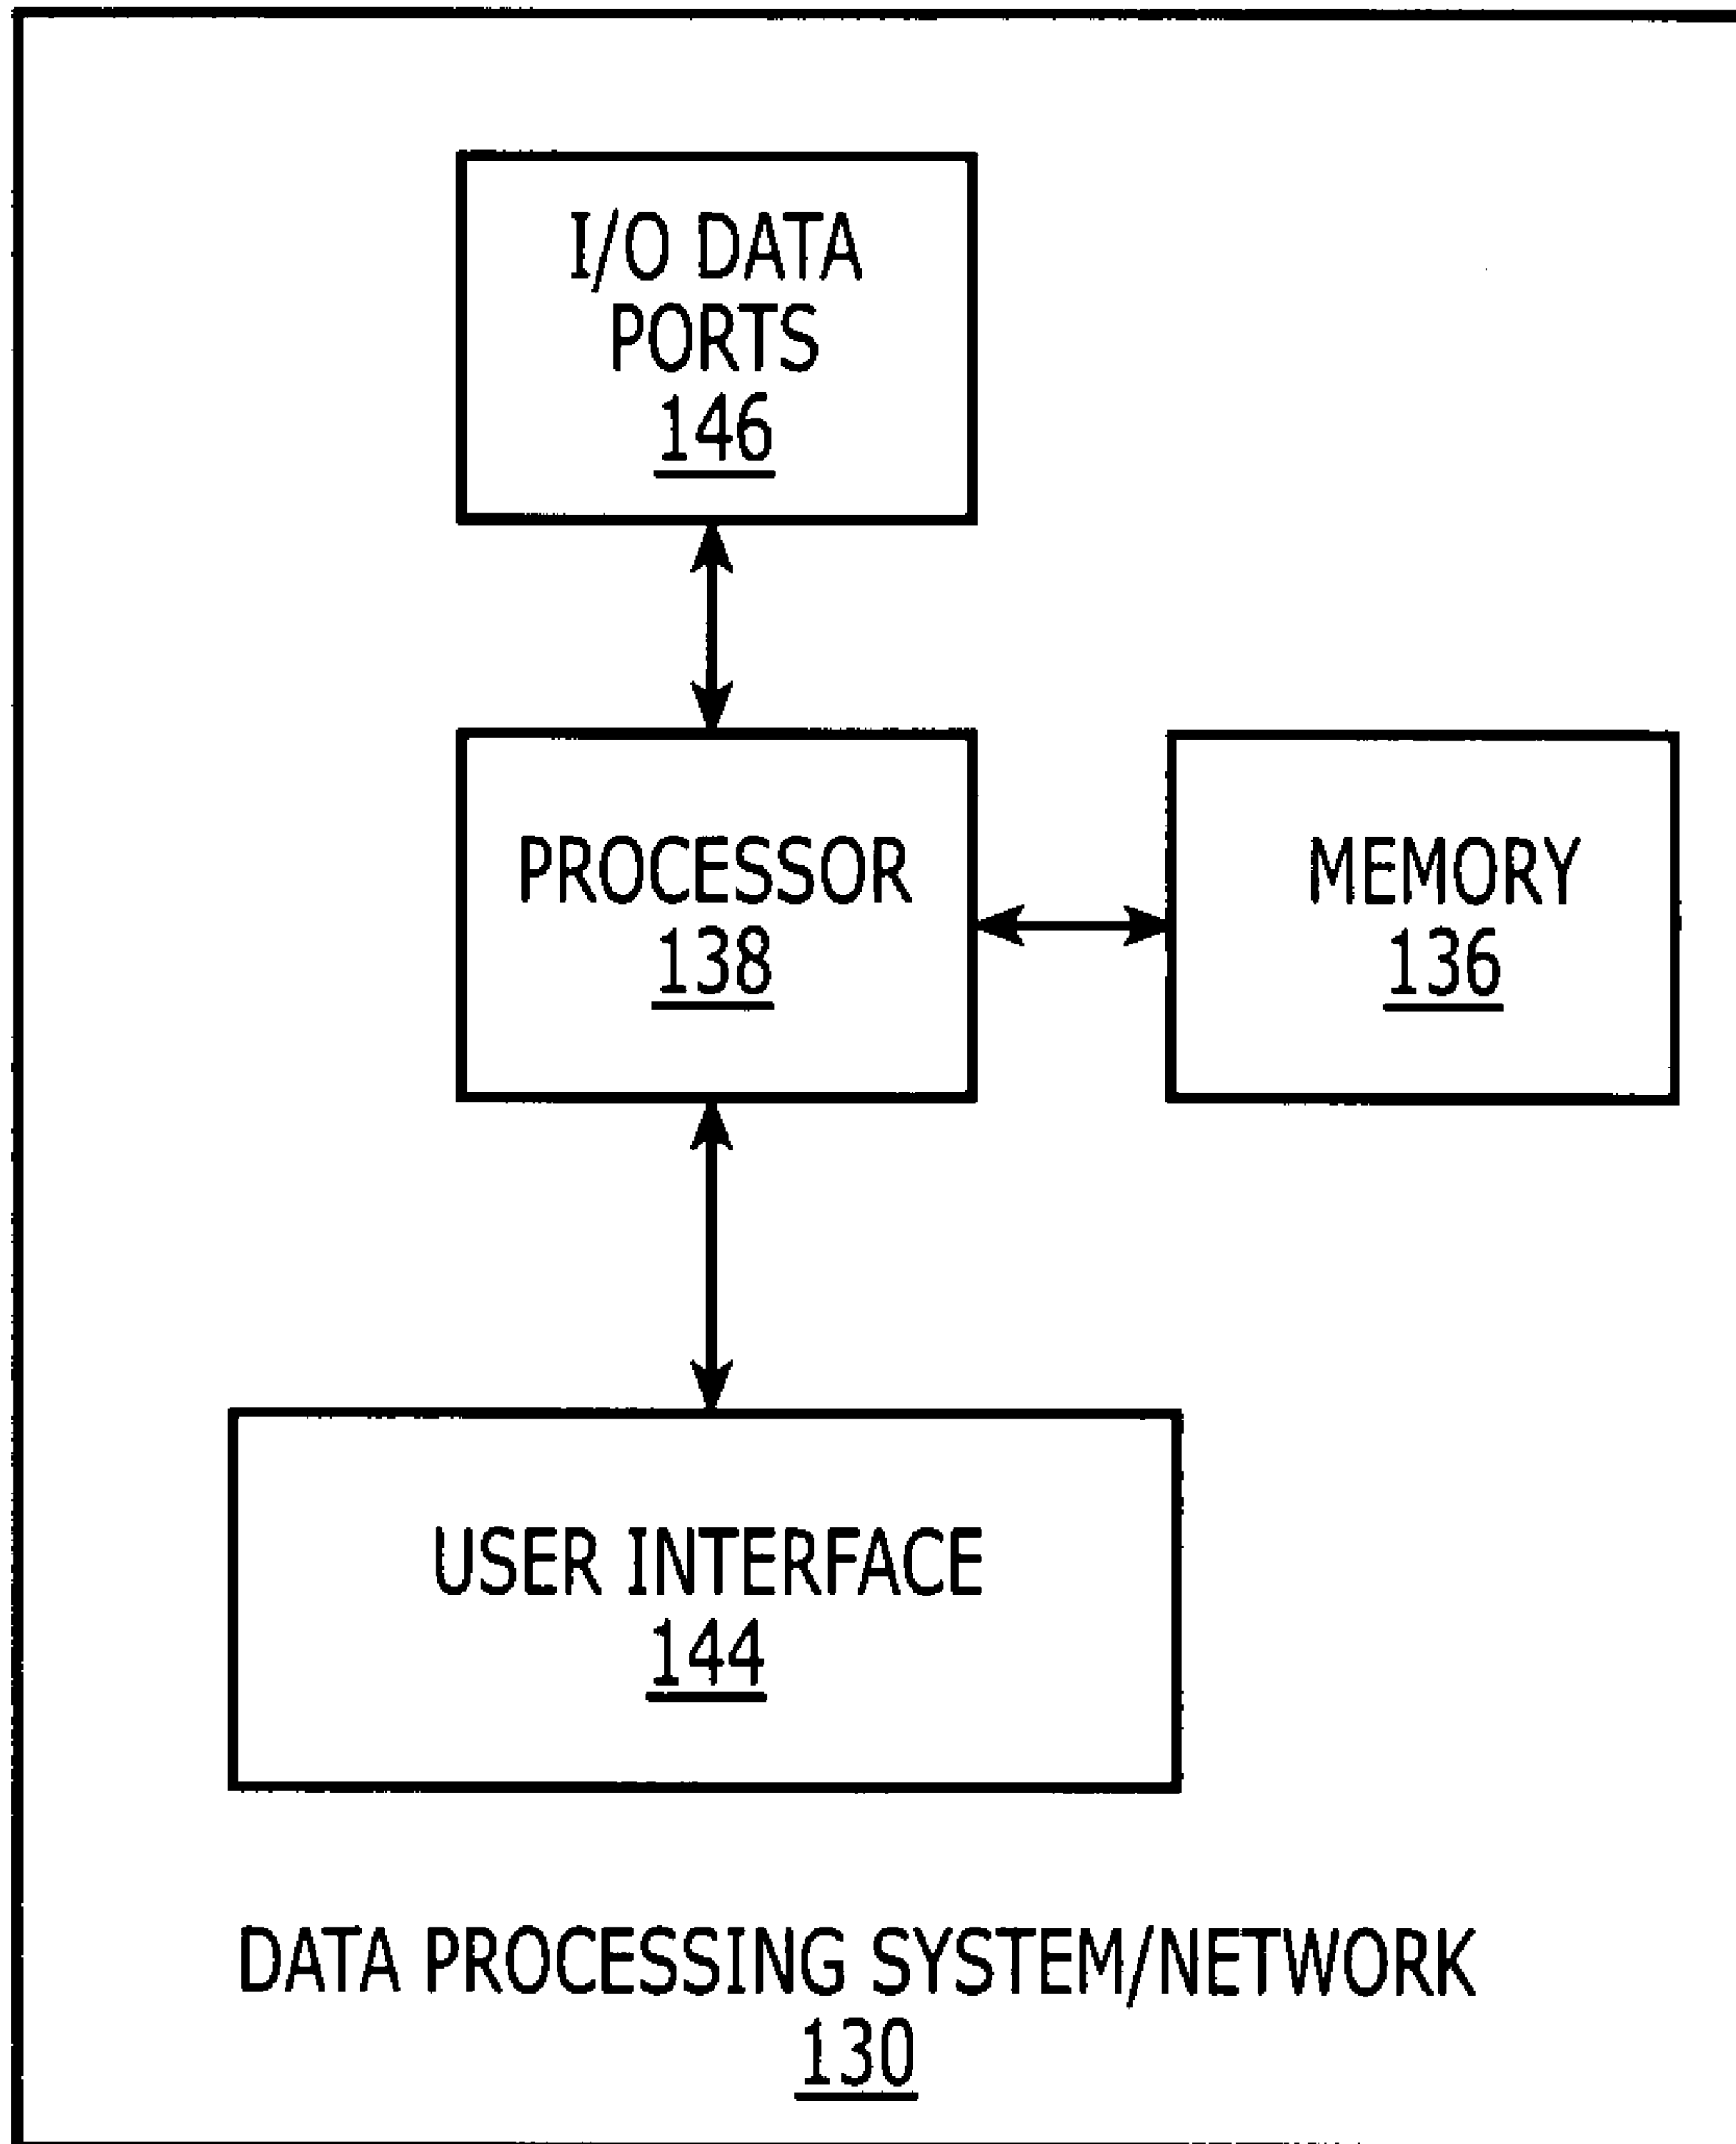 I/O DATA
PORTS
146
PROCESSOR
138
MEMORY
136
USER INTERFACE
144
DATA PROCESSING SYSTEM/NETWORK
130